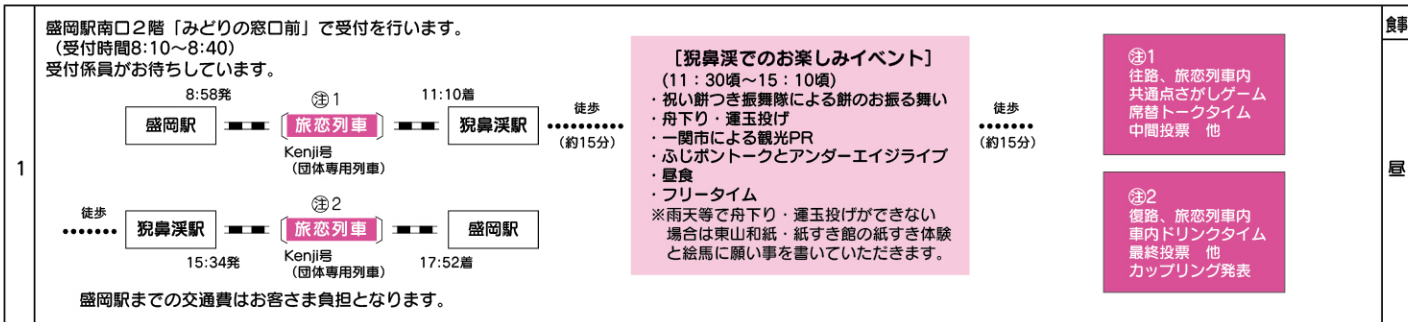 盛岡駅南口2階「みどりの窓口前」で受付を行います。
（受付時間8:10〜8:40）
受付係員がお待ちしています。
8:58発
注1
11:10着
盛岡駅
旅恋列車
猊鼻渓駅
Kenji号
（団体専用列車）
徒歩
（約15分）
［猊鼻渓でのお楽しみイベント］
（11：30頃〜15：10頃）
・祝い餅つき振舞隊による餅のお振る舞い
・舟下り・運玉投げ
・一関市による観光PR
・ふじポントークとアンダーエイジライブ
・昼食
・フリータイム
※雨天等で舟下り・運玉投げができない
場合は東山和紙・紙すき館の紙すき体験
と絵馬に願い事を書いていただきます。
徒歩
（約15分）
1
徒歩
注2
猊鼻渓駅
旅恋列車
盛岡駅
15:34発
Kenji号
（団体専用列車）
17:52着
盛岡駅までの交通費はお客さま負担となります。
注1
往路、旅恋列車内
共通点さがしゲーム
席替トークタイム
中間投票　他
注2
復路、旅恋列車内
車内ドリンクタイム
最終投票　他
カップリング発表
食事
昼